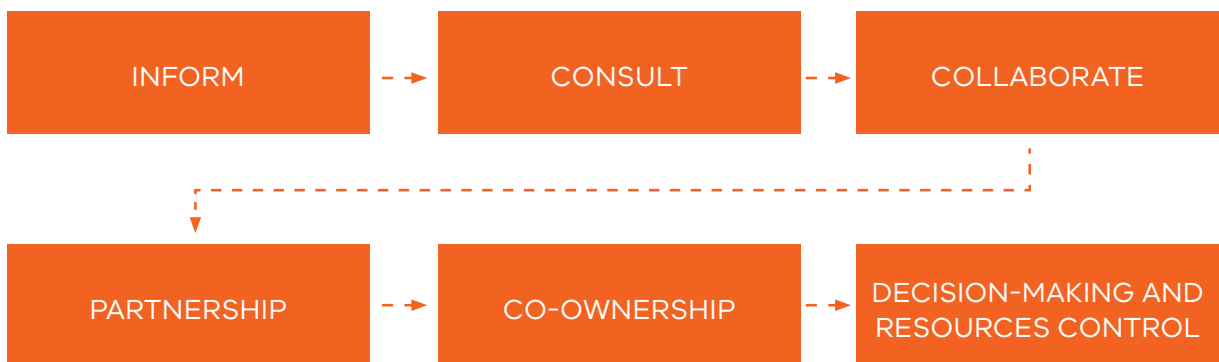 INFORM
CONSULT
COLLABORATE
PARTNERSHIP
CO-OWNERSHIP
DECISION-MAKING AND
RESOURCES CONTROL